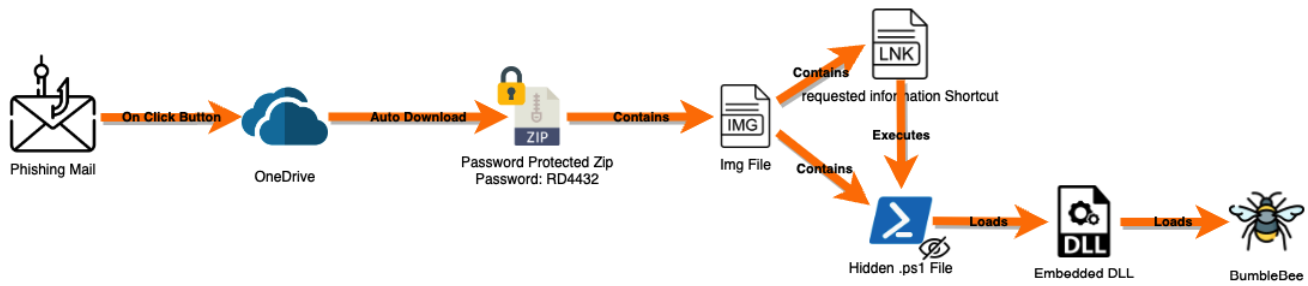 Phishing Mail
On Click Button
OneDrive
Auto Download
ZIP
Password Protected Zip
Password: RD4432
Contains
IMG
Img File
Contains
LNK
requested information Shortcut
Executes
Contains
Hidden .ps1 File
Loads
DLL
Embedded DLL
Loads
BumbleBee